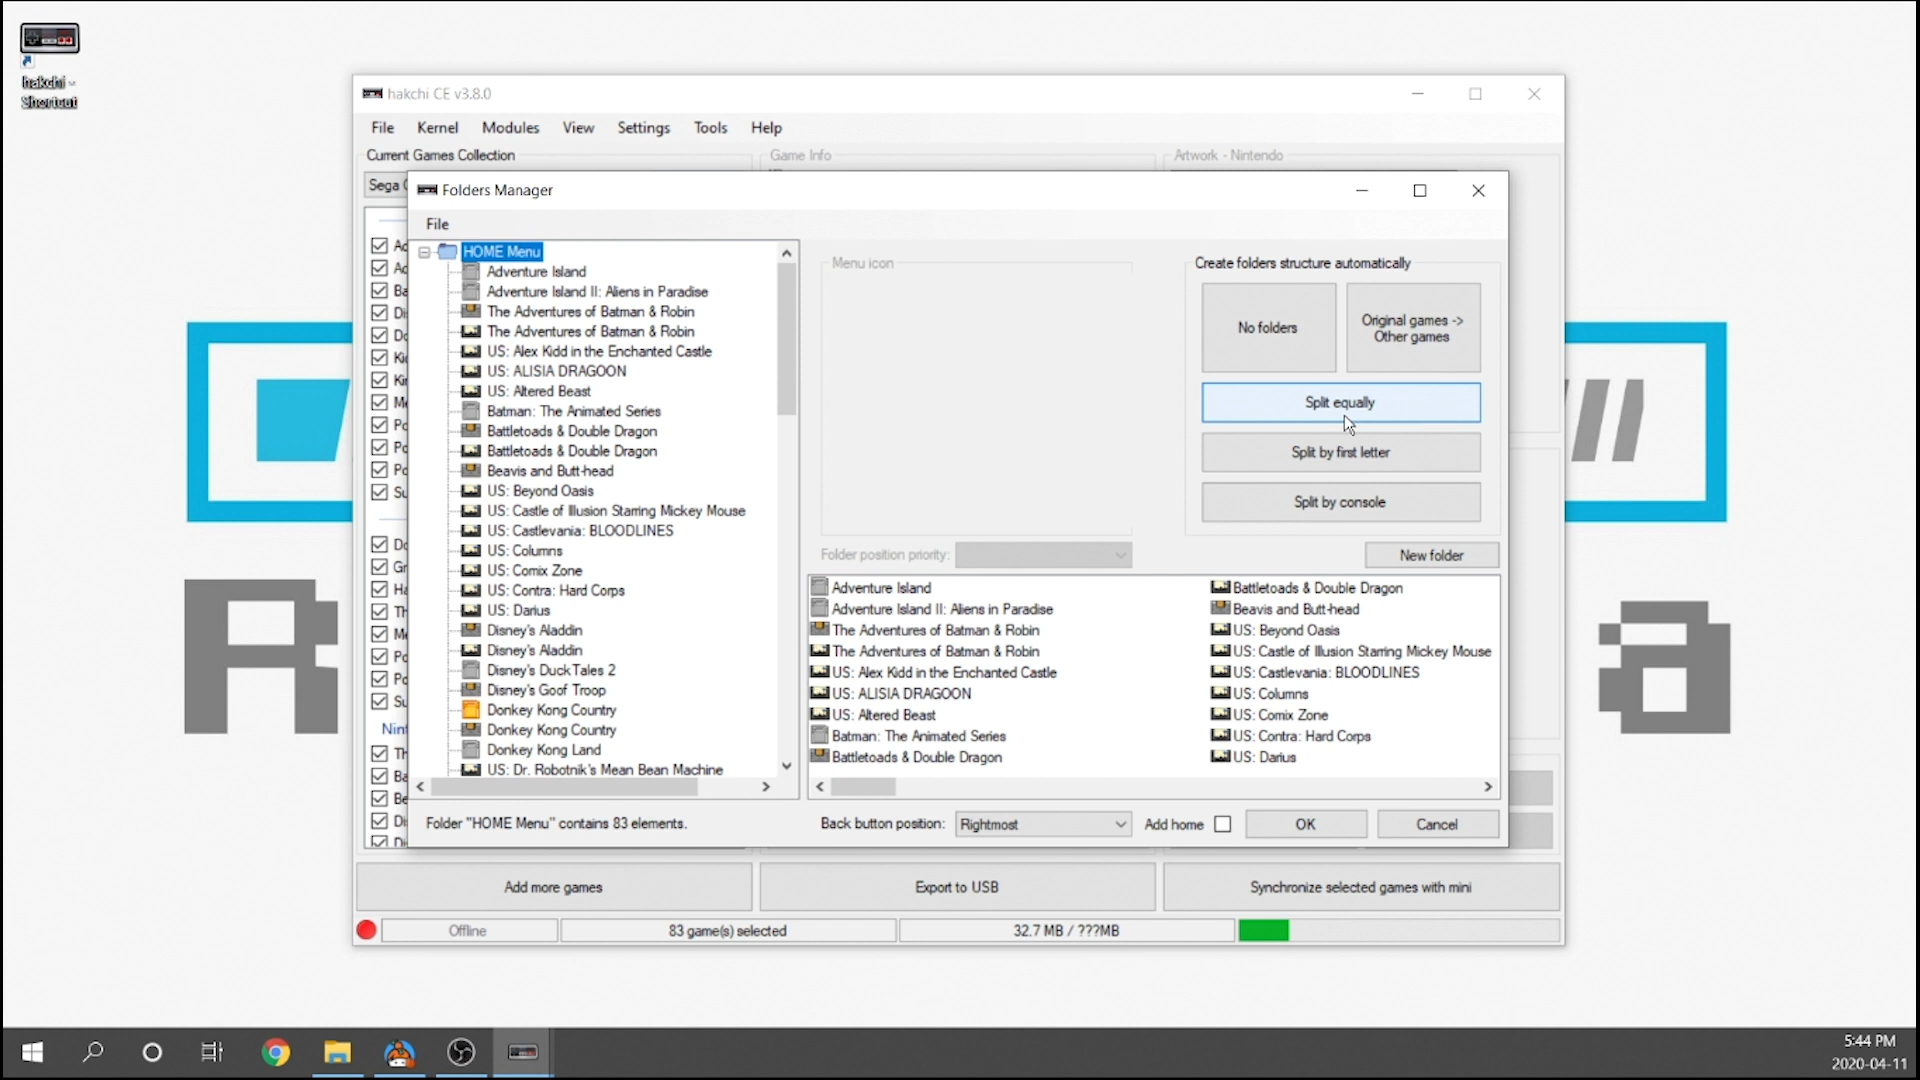 hakchi -
Shortcut
hakchi CE v3.8.0
File Kernel Modules View Settings Tools Help
Current Games Collection
Game Info
Artwork - Nintendo
Sega
Folders Manager
File
HOME Menu
Adventure Island
Adventure Island II: Aliens in Paradise
The Adventures of Batman & Robin
The Adventures of Batman & Robin
US: Alex Kidd in the Enchanted Castle
US: ALISIA DRAGOON
US: Altered Beast
Batman: The Animated Series
Battletoads & Double Dragon
Battletoads & Double Dragon
Beavis and Butt-head
US: Beyond Oasis
US: Castle of Illusion Starring Mickey Mouse
US: Castlevania: BLOODLINES
US: Columns
US: Comix Zone
US: Contra: Hard Corps
US: Darius
Disney's Aladdin
Disney's Aladdin
Disney's DuckTales 2
Disney's Goof Troop
Donkey Kong Country
Donkey Kong Country
Donkey Kong Land
US: Dr. Robotnik's Mean Bean Machine
Menu icon
Create folders structure automatically
No folders
Original games ->
Other games
Split equally
Split by first letter
Split by console
Folder position priority:
New folder
Adventure Island
Adventure Island II: Aliens in Paradise
The Adventures of Batman & Robin
The Adventures of Batman & Robin
US: Alex Kidd in the Enchanted Castle
US: ALISIA DRAGOON
US: Altered Beast
Batman: The Animated Series
Battletoads & Double Dragon
Battletoads & Double Dragon
Beavis and Butt-head
US: Beyond Oasis
US: Castle of Illusion Starring Mickey Mouse
US: Castlevania: BLOODLINES
US: Columns
US: Comix Zone
US: Contra: Hard Corps
US: Darius
Folder "HOME Menu" contains 83 elements.
Back button position: Rightmost
Add home
OK
Cancel
Add more games
Export to USB
Synchronize selected games with mini
Offline
83 game(s) selected
32.7 MB / ???MB
R
a
5:44 PM
2020-04-11